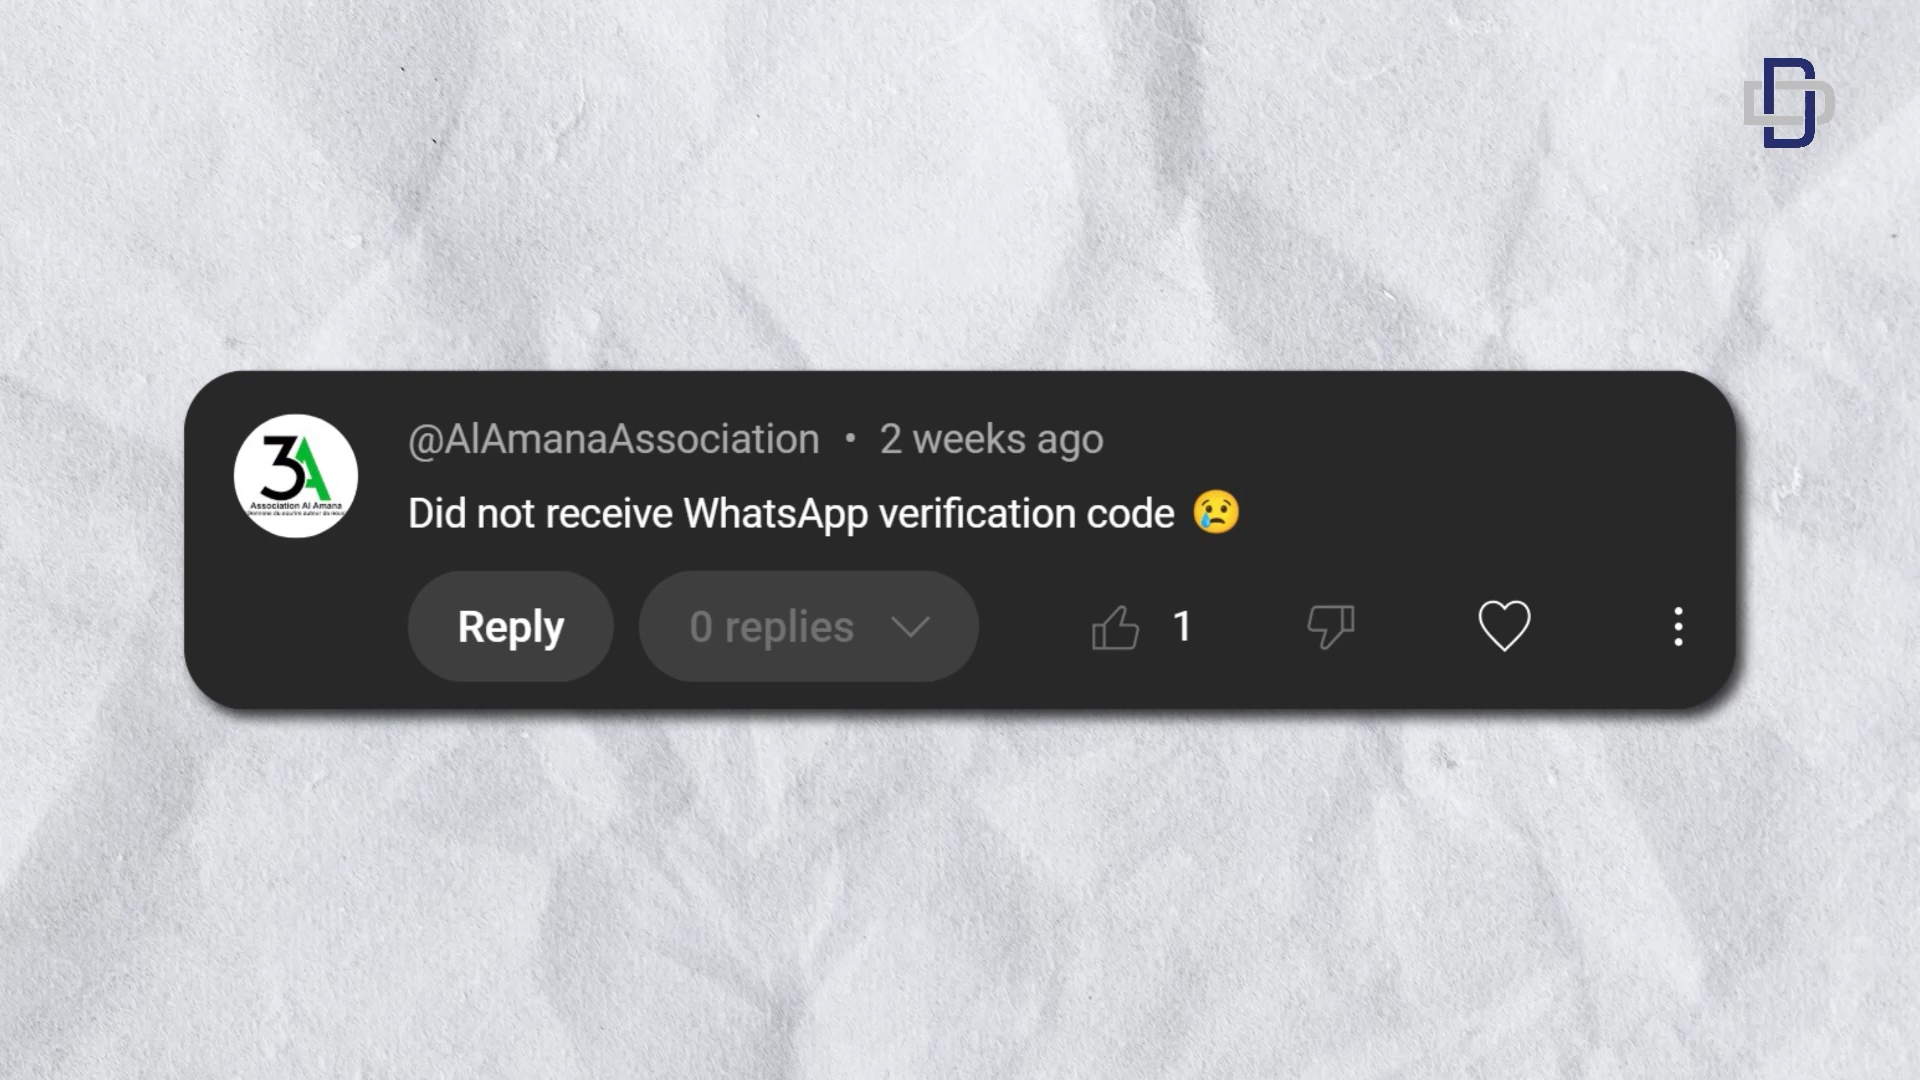 @AlAmanaAssociation • 2 weeks ago
3A
Association Al Amana
Did not receive WhatsApp verification code 😢
Reply
0 replies
1